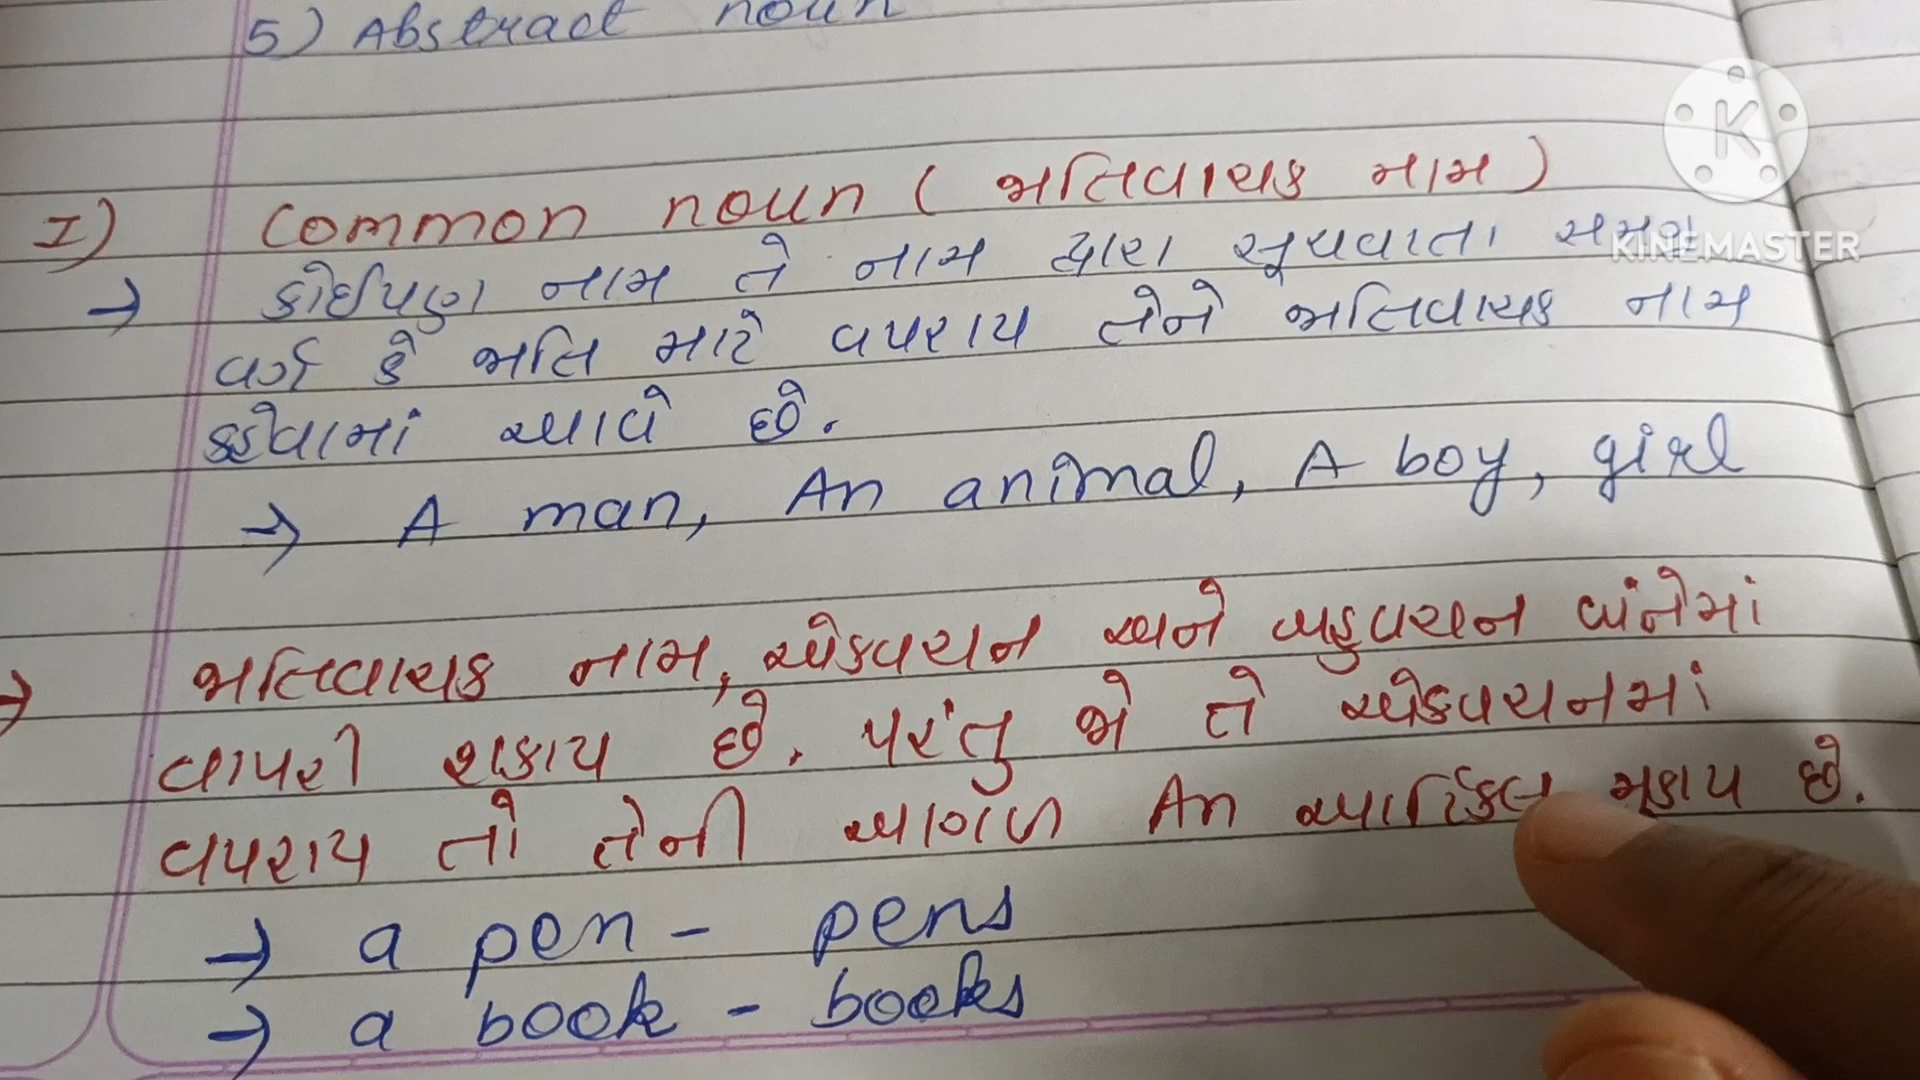 5) Abstract noun
I) Common noun ( જાતિવાચક નામ )
→ કોઈપણ નામ તે નામ દ્વારા સૂચવાતા સમગ્ર
વર્ગ કે જાતિ માટે વપરાય તેને જાતિવાચક નામ
કહેવામાં આવે છે.
→ A man, An animal, A boy, girl
→ જાતિવાચક નામ, એકવચન અને બહુવચન બંનેમાં
વાપરી શકાય છે. પરંતુ જો તે એકવચનમાં
વપરાય તો તેની આગળ An આર્ટિકલ મૂકાય છે.
→ a pen - pens
→ a book - books
KINEMASTER